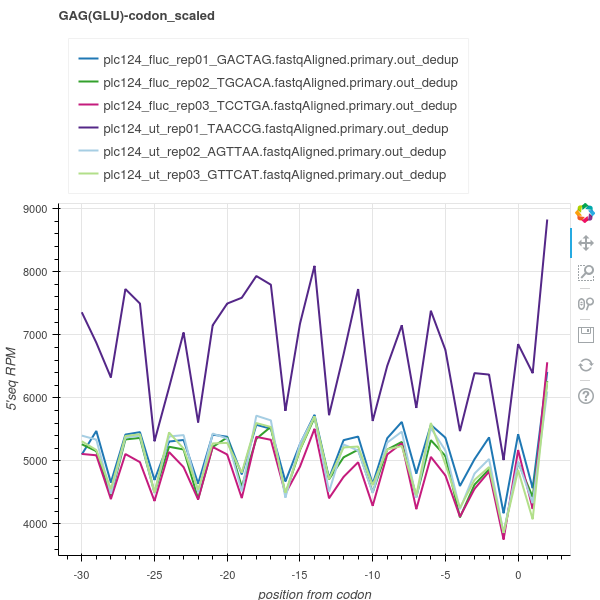 GAG(GLU)-codon_scaled
plc124_fluc_rep01_GACTAG.fastqAligned.primary.out_dedup
plc124_fluc_rep02_TGCACA.fastqAligned.primary.out_dedup
plc124_fluc_rep03_TCCTGA.fastqAligned.primary.out_dedup
plc124_ut_rep01_TAACCG.fastqAligned.primary.out_dedup
plc124_ut_rep02_AGTTAA.fastqAligned.primary.out_dedup
plc124_ut_rep03_GTTCAT.fastqAligned.primary.out_dedup
9000
8000
7000
6000
5000
4000
5'seq RPM
-30 -25 -20 -15 -10 -5 0
position from codon